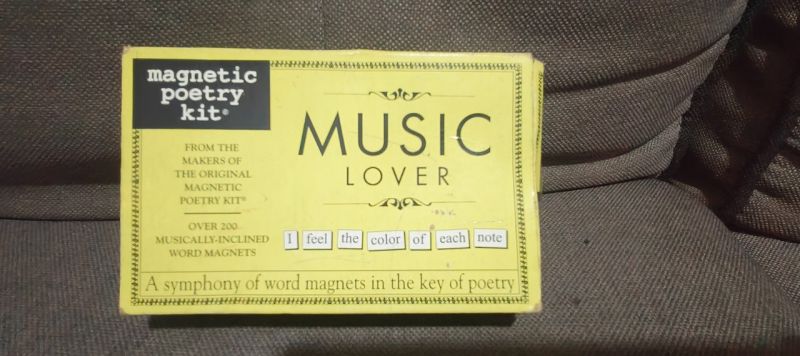 magnetic
poetry
kit®
FROM THE
MAKERS OF
THE ORIGINAL
MAGNETIC
POETRY KIT®
OVER 200
MUSICALLY-INCLINED
WORD MAGNETS
MUSIC
LOVER
I feel the color of each note
A symphony of word magnets in the key of poetry